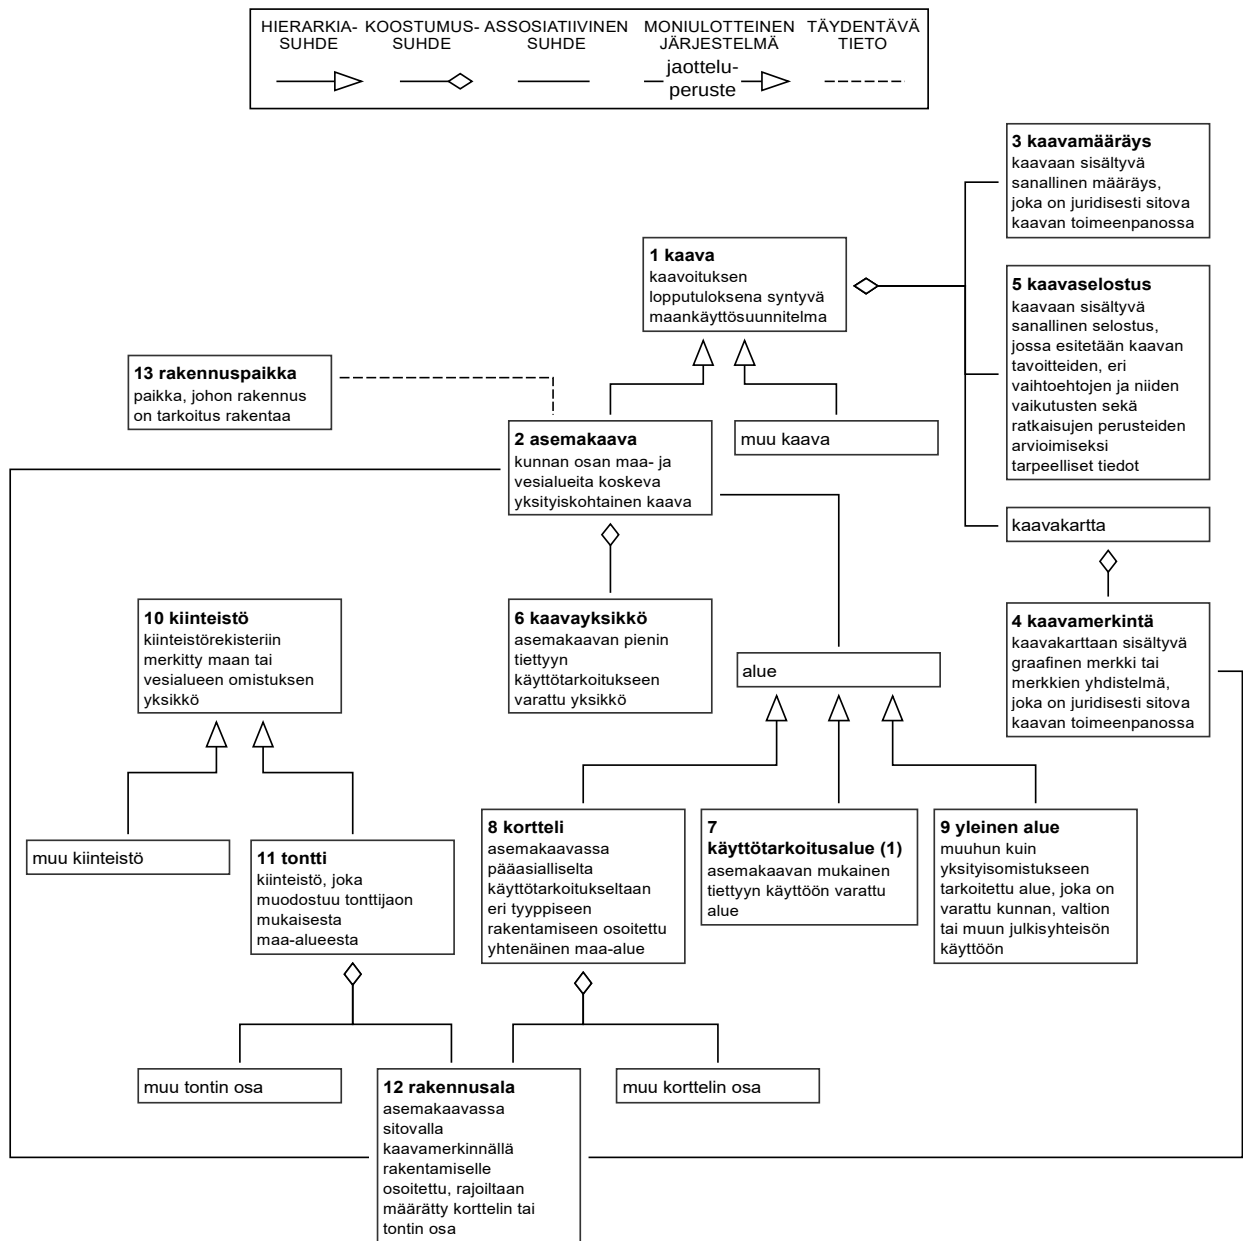 HIERARKIA-
SUHDE
KOOSTUMUS-
SUHDE
ASSOSIATIIVINEN
SUHDE
MONIULOTTEINEN
JÄRJESTELMÄ
jaottelu-
peruste
TÄYDENTÄVÄ
TIETO
3 kaavamääräys
kaavaan sisältyvä
sanallinen määräys,
joka on juridisesti sitova
kaavan toimeenpanossa
1 kaava
kaavoituksen
lopputuloksena syntyvä
maankäyttösuunnitelma
5 kaavaselostus
kaavaan sisältyvä
sanallinen selostus,
jossa esitetään kaavan
tavoitteiden, eri
vaihtoehtojen ja niiden
vaikutusten sekä
ratkaisujen perusteiden
arvioimiseksi
tarpeelliset tiedot
13 rakennuspaikka
paikka, johon rakennus
on tarkoitus rakentaa
2 asemakaava
kunnan osan maa- ja
vesialueita koskeva
yksityiskohtainen kaava
muu kaava
kaavakartta
10 kiinteistö
kiinteistörekisteriin
merkitty maan tai
vesialueen omistuksen
yksikkö
6 kaavayksikkö
asemakaavan pienin
tiettyyn
käyttötarkoitukseen
varattu yksikkö
alue
4 kaavamerkintä
kaavakarttaan sisältyvä
graafinen merkki tai
merkkien yhdistelmä,
joka on juridisesti sitova
kaavan toimeenpanossa
muu kiinteistö
11 tontti
kiinteistö, joka
muodostuu tonttijaon
mukaisesta
maa-alueesta
8 kortteli
asemakaavassa
pääasialliselta
käyttötarkoitukseltaan
eri tyyppiseen
rakentamiseen osoitettu
yhtenäinen maa-alue
7
käyttötarkoitusalue (1)
asemakaavan mukainen
tiettyyn käyttöön varattu
alue
9 yleinen alue
muuhun kuin
yksityisomistukseen
tarkoitettu alue, joka on
varattu kunnan, valtion
tai muun julkisyhteisön
käyttöön
muu tontin osa
12 rakennusala
asemakaavassa
sitovalla
kaavamerkinnällä
rakentamiselle
osoitettu, rajoiltaan
määrätty korttelin tai
tontin osa
muu korttelin osa